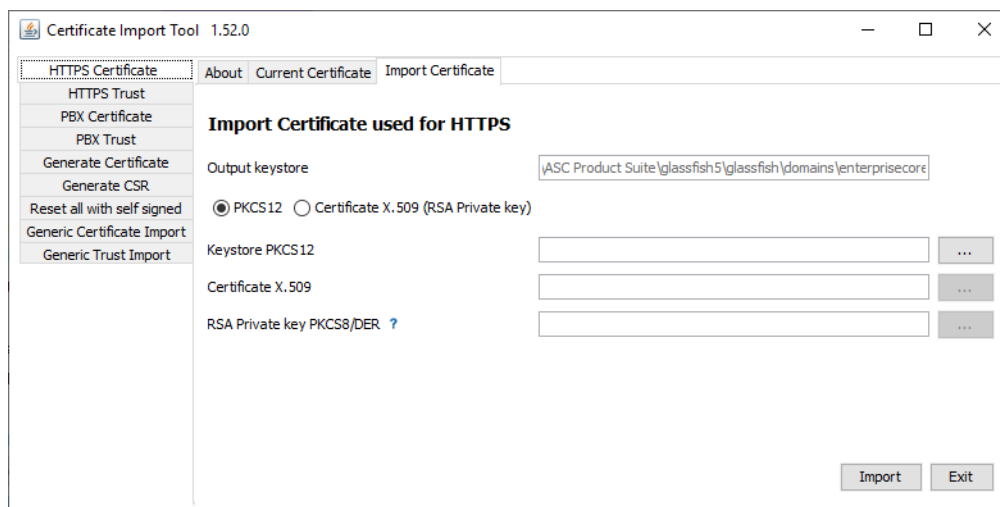 Certificate Import Tool 1.52.0
HTTPS Certificate
HTTPS Trust
PBX Certificate
PBX Trust
Generate Certificate
Generate CSR
Reset all with self signed
Generic Certificate Import
Generic Trust Import
About Current Certificate Import Certificate
Import Certificate used for HTTPS
Output keystore \ASC Product Suite\glassfish5\glassfish\domains\enterprisecore
PKCS12 Certificate X.509 (RSA Private key)
Keystore PKCS12 ...
Certificate X.509 ...
RSA Private key PKCS8/DER ? ...
Import Exit